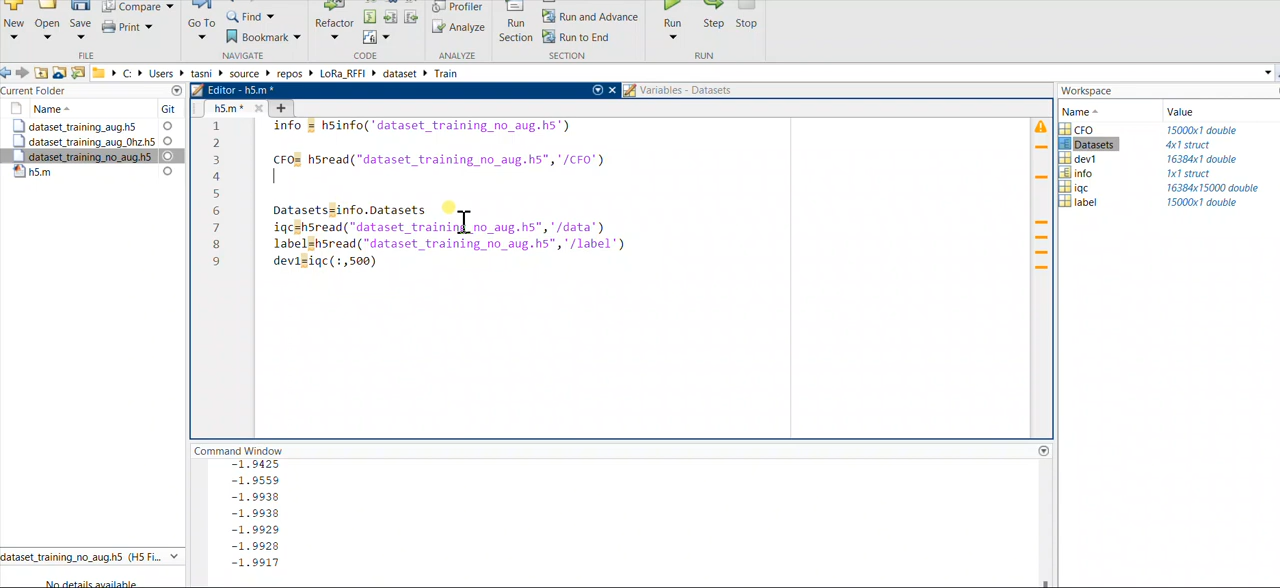 Compare
Profiler
New Open Save Print Go To Find Refactor Analyze Run Section Run and Advance Run Step Stop
Bookmark
Run to End
FILE NAVIGATE CODE ANALYZE SECTION RUN
C: Users tasni source repos LoRa_RFFI dataset Train
Current Folder
Name Git
dataset_training_aug.h5
dataset_training_aug_0hz.h5
dataset_training_no_aug.h5
h5.m
dataset_training_no_aug.h5 (H5 Fi...
No details available
Editor - h5.m *
Variables - Datasets
h5.m *
1 info = h5info('dataset_training_no_aug.h5')
2
3 CFO= h5read("dataset_training_no_aug.h5",'/CFO')
4
5
6 Datasets=info.Datasets
7 iqc=h5read("dataset_training_no_aug.h5",'/data')
8 label=h5read("dataset_training_no_aug.h5",'/label')
9 dev1=iqc(:,500)
Command Window
-1.9425
-1.9559
-1.9938
-1.9938
-1.9929
-1.9928
-1.9917
Workspace
Name Value
CFO 15000x1 double
Datasets 4x1 struct
dev1 16384x1 double
info 1x1 struct
iqc 16384x15000 double
label 15000x1 double